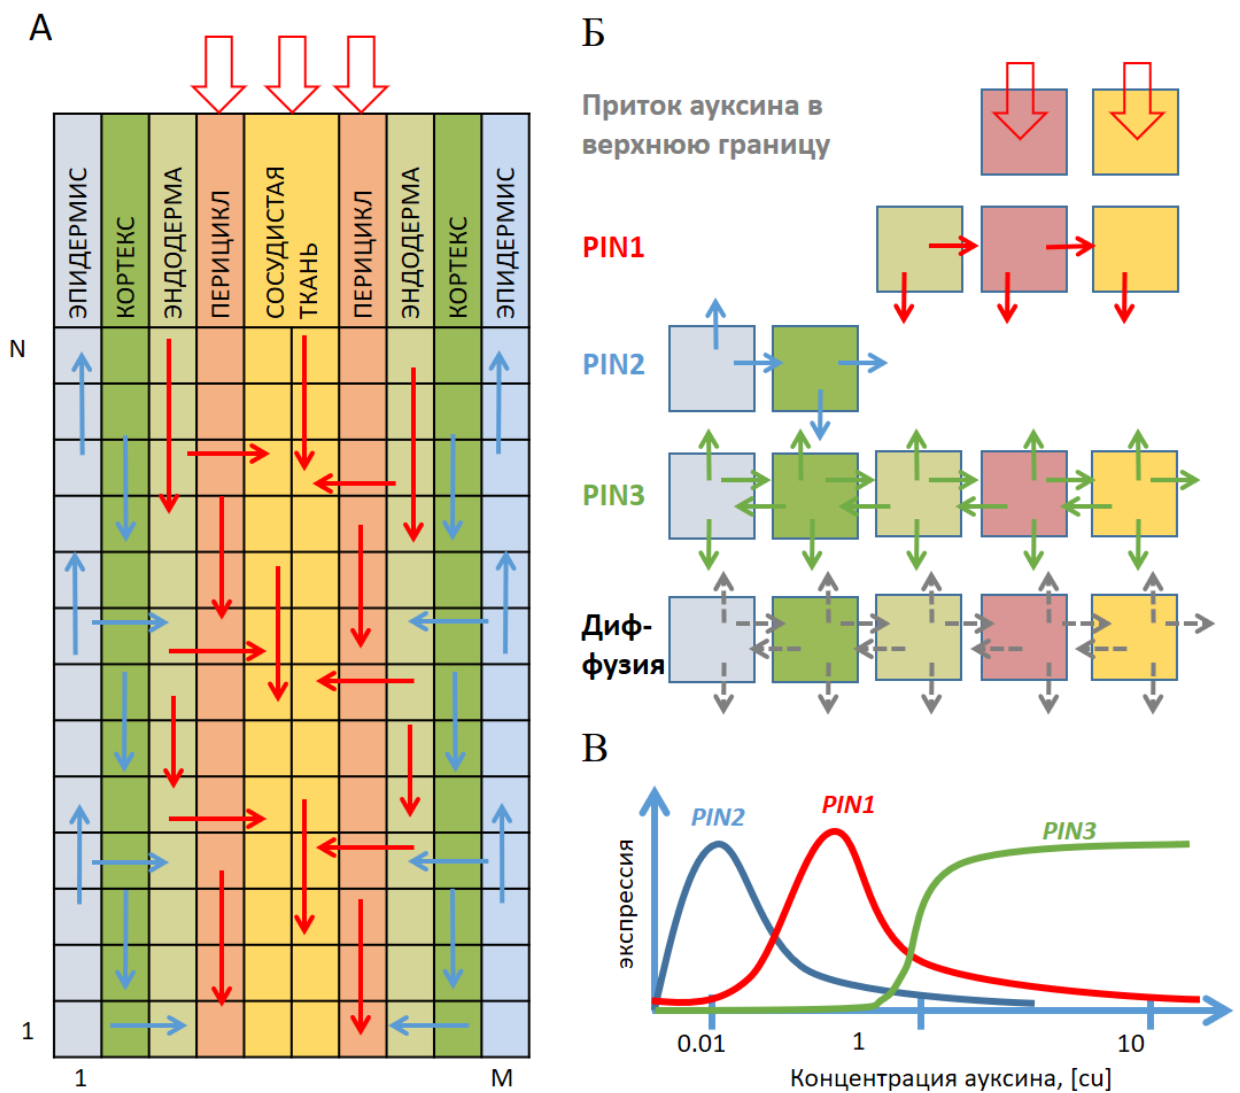 А
ЭПИДЕРМИС
КОРТЕКС
ЭНДОДЕРМА
ПЕРИЦИКЛ
СОСУДИСТАЯ
ТКАНЬ
ПЕРИЦИКЛ
ЭНДОДЕРМА
КОРТЕКС
ЭПИДЕРМИС
N
1
1
M
Б
Приток ауксина в
верхнюю границу
PIN1
PIN2
PIN3
Диф-
фузия
В
экспрессия
PIN2
PIN1
PIN3
0.01
1
10
Концентрация ауксина, [cu]